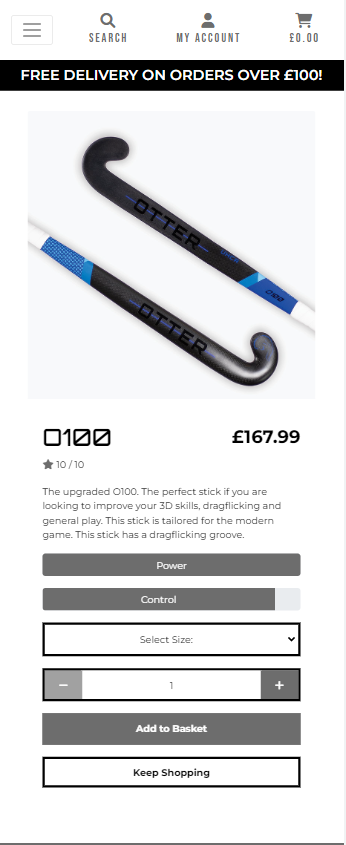 SEARCH
MY ACCOUNT
£0.00
FREE DELIVERY ON ORDERS OVER £100!
OTTER
O100
OTTER
O100
£167.99
10 / 10
The upgraded O100. The perfect stick if you are
looking to improve your 3D skills, dragflicking and
general play. This stick is tailored for the modern
game. This stick has a dragflicking groove.
Power
Control
Select Size:
−
1
+
Add to Basket
Keep Shopping